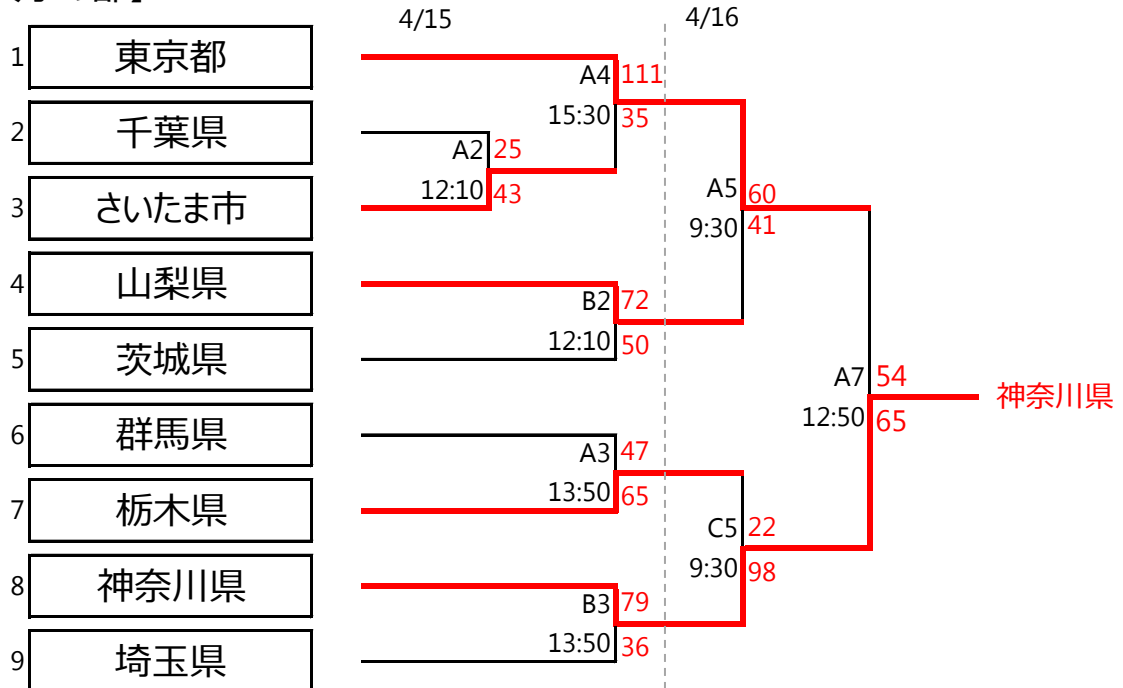 4/15 4/16
1 東京都
A4 111
15:30 35
2 千葉県
A2 25
12:10 43
3 さいたま市
A5 60
9:30 41
4 山梨県
B2 72
12:10 50
5 茨城県
A7 54
12:50 65
神奈川県
6 群馬県
A3 47
13:50 65
7 栃木県
C5 22
9:30 98
8 神奈川県
B3 79
13:50 36
9 埼玉県